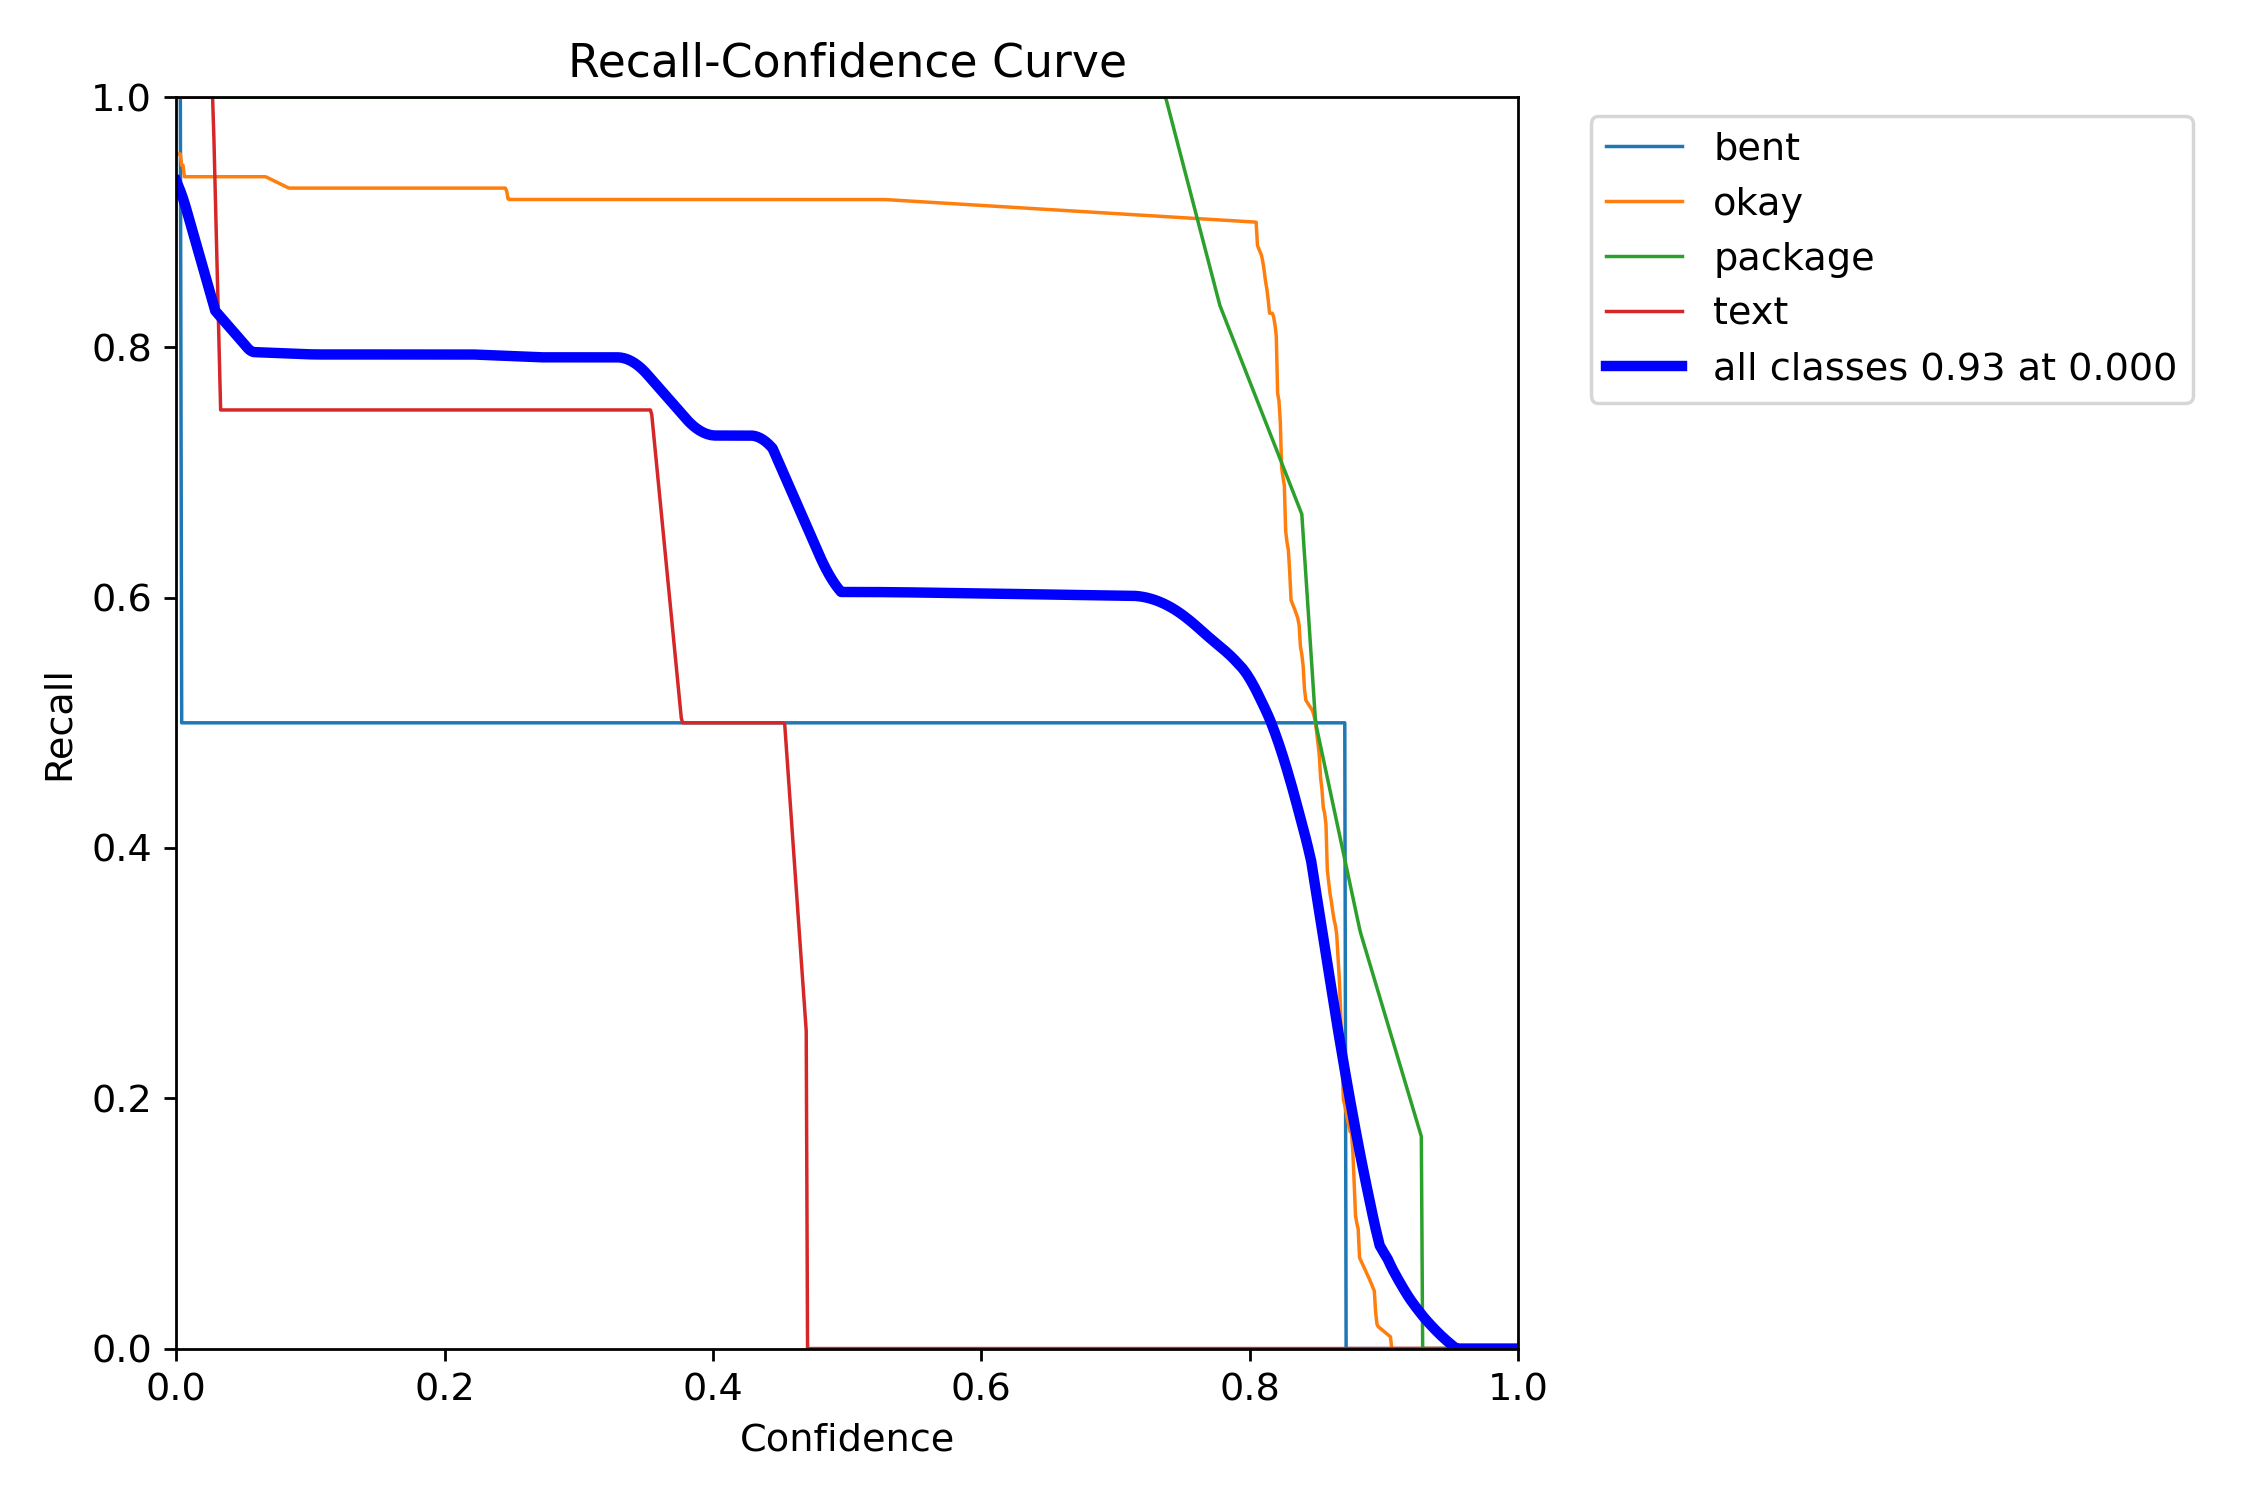 Recall-Confidence Curve
1.0
0.8
0.6
0.4
0.2
0.0
Recall
0.0 0.2 0.4 0.6 0.8 1.0
Confidence
bent
okay
package
text
all classes 0.93 at 0.000